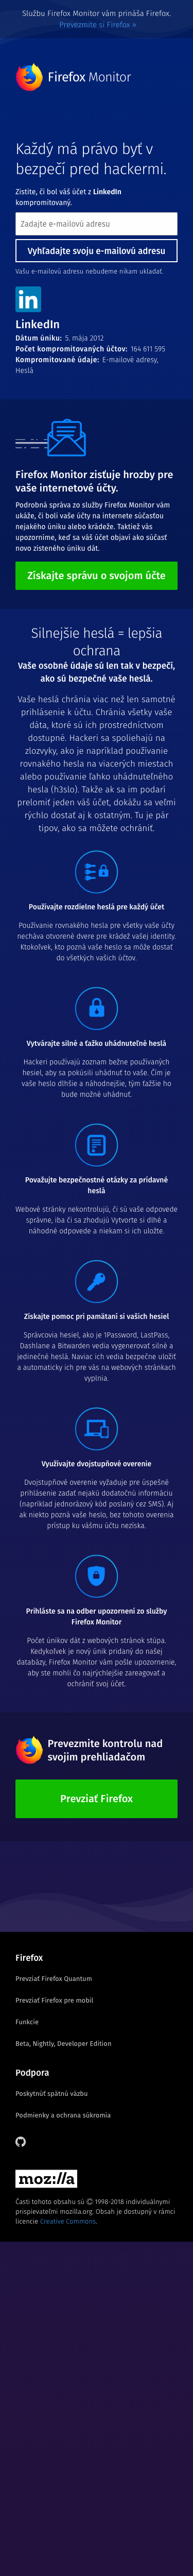 Službu Firefox Monitor vám prináša Firefox.
Prevezmite si Firefox »
Firefox Monitor
Každý má právo byť v
bezpečí pred hackermi.
Zistite, či bol váš účet z LinkedIn
kompromitovaný.
Zadajte e-mailovú adresu
Vyhľadajte svoju e-mailovú adresu
Vašu e-mailovú adresu nebudeme nikam ukladať.
in
LinkedIn
Dátum úniku: 5. mája 2012
Počet kompromitovaných účtov: 164 611 595
Kompromitované údaje: E-mailové adresy,
Heslá
Firefox Monitor zisťuje hrozby pre
vaše internetové účty.
Podrobná správa zo služby Firefox Monitor vám
ukáže, či boli vaše účty na internete súčasťou
nejakého úniku alebo krádeže. Taktiež vás
upozorníme, keď sa váš účet objaví ako súčasť
novo zisteného úniku dát.
Získajte správu o svojom účte
Silnejšie heslá = lepšia
ochrana
Vaše osobné údaje sú len tak v bezpečí,
ako sú bezpečné vaše heslá.
Vaše heslá chránia viac než len samotné
prihlásenie k účtu. Chránia všetky vaše
dáta, ktoré sú ich prostredníctvom
dostupné. Hackeri sa spoliehajú na
zlozvyky, ako je napríklad používanie
rovnakého hesla na viacerých miestach
alebo používanie ľahko uhádnuteľného
hesla (h3slo). Takže ak sa im podarí
prelomiť jeden váš účet, dokážu sa veľmi
rýchlo dostať aj k ostatným. Tu je pár
tipov, ako sa môžete ochrániť.
Používajte rozdielne heslá pre každý účet
Používanie rovnakého hesla pre všetky vaše účty
necháva otvorené dvere pre krádež vašej identity.
Ktokoľvek, kto pozná vaše heslo sa môže dostať
do všetkých vašich účtov.
Vytvárajte silné a ťažko uhádnuteľné heslá
Hackeri používajú zoznam bežne používaných
hesiel, aby sa pokúsili uhádnuť to vaše. Čím je
vaše heslo dlhšie a náhodnejšie, tým ťažšie ho
bude možné uhádnuť.
Považujte bezpečnostné otázky za prídavné
heslá
Webové stránky nekontrolujú, či sú vaše odpovede
správne, iba či sa zhodujú Vytvorte si dlhé a
náhodné odpovede a niekam si ich uložte.
Získajte pomoc pri pamätaní si vašich hesiel
Správcovia hesiel, ako je 1Password, LastPass,
Dashlane a Bitwarden vedia vygenerovať silné a
jedinečné heslá. Naviac ich vedia bezpečne uložiť
a automaticky ich pre vás na webových stránkach
vyplnia.
Využívajte dvojstupňové overenie
Dvojstupňové overenie vyžaduje pre úspešné
prihlásenie zadať nejakú dodatočnú informáciu
(napríklad jednorázový kód poslaný cez SMS). Aj
ak niekto pozná vaše heslo, bez tohoto overenia
prístup ku vášmu účtu nezíska.
Prihláste sa na odber upozornení zo služby
Firefox Monitor
Počet únikov dát z webových stránok stúpa.
Kedykoľvek je nový únik pridaný do našej
databázy, Firefox Monitor vám pošle upozornenie,
aby ste mohli čo najrýchlejšie zareagovať a
ochrániť svoj účet.
Prevezmite kontrolu nad
svojím prehliadačom
Prevziať Firefox
Firefox
Prevziať Firefox Quantum
Prevziať Firefox pre mobil
Funkcie
Beta, Nightly, Developer Edition
Podpora
Poskytnúť spätnú väzbu
Podmienky a ochrana súkromia
moz://a
Časti tohoto obsahu sú © 1998-2018 individuálnymi
prispievateľmi mozilla.org. Obsah je dostupný v rámci
licencie Creative Commons.